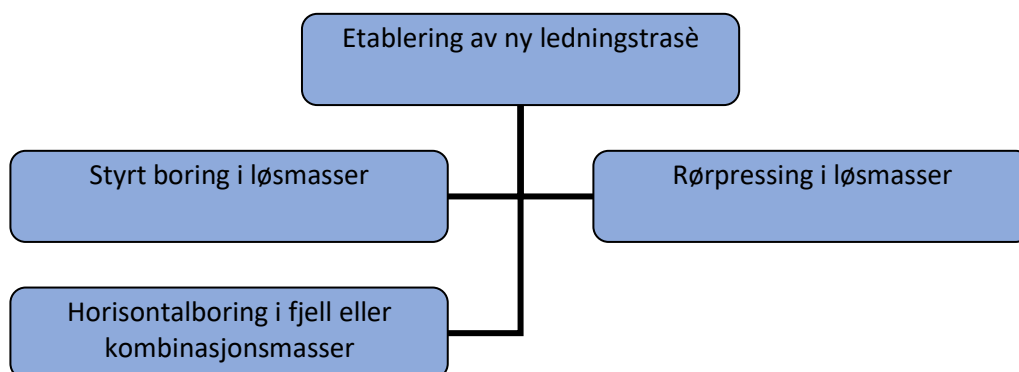 Etablering av ny ledningstrasè
Styrt boring i løsmasser
Rørpressing i løsmasser
Horisontalboring i fjell eller
kombinasjonsmasser